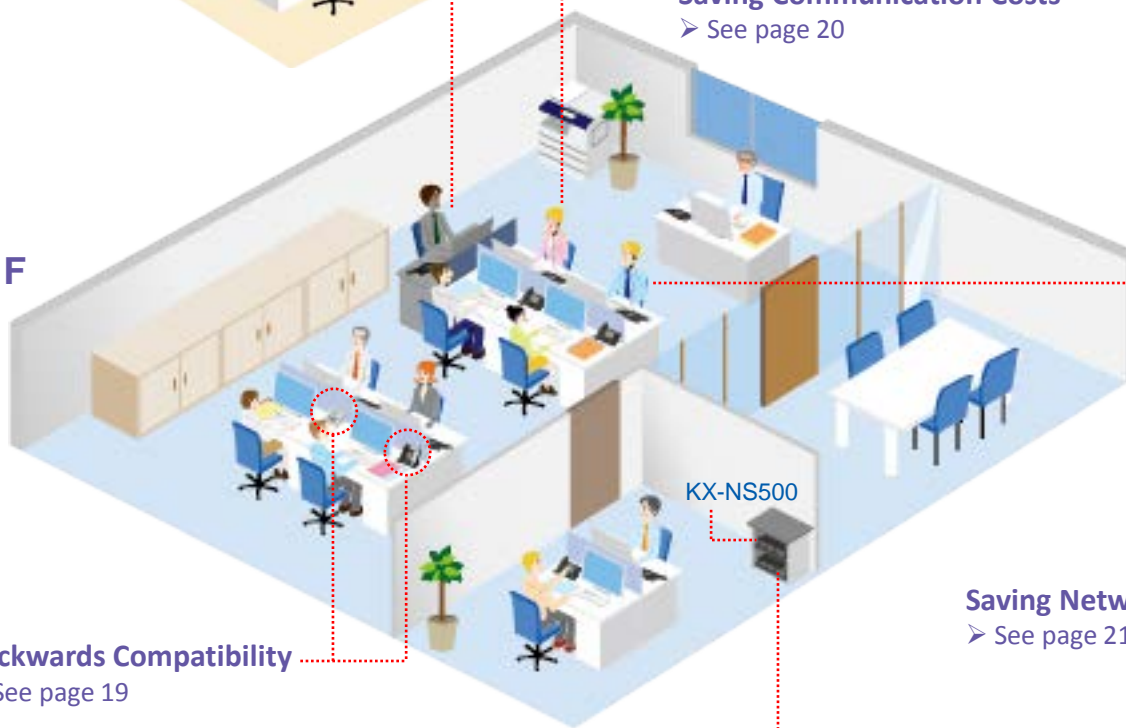 Saving Communication Costs
➢ See page 20
F
KX-NS500
Saving Netw
➢ See page 21
ckwards Compatibility
See page 19